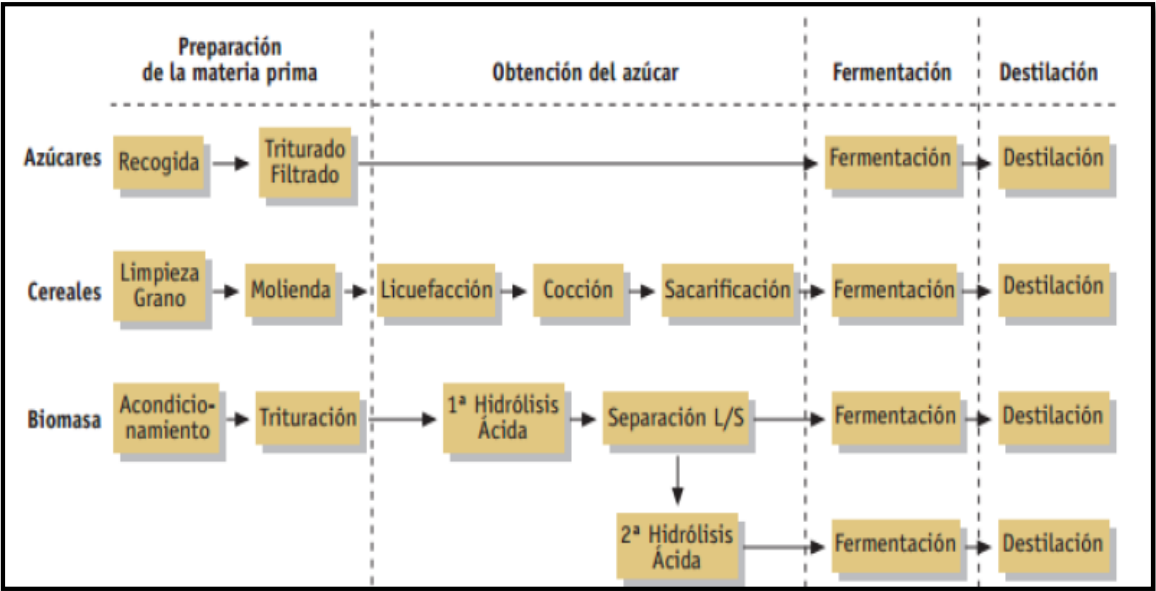 Preparación
de la materia prima
Obtención del azúcar
Fermentación
Destilación
Azúcares
Recogida
Triturado
Filtrado
Fermentación
Destilación
Cereales
Limpieza
Grano
Molienda
Licuefacción
Cocción
Sacarificación
Fermentación
Destilación
Biomasa
Acondicio-
namiento
Trituración
1ª Hidrólisis
Ácida
Separación L/S
Fermentación
Destilación
2ª Hidrólisis
Ácida
Fermentación
Destilación